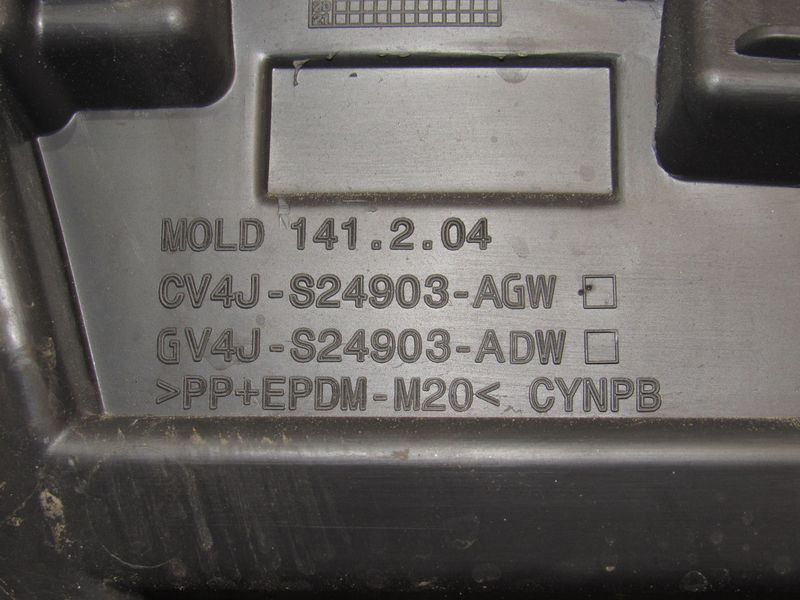 MOLD 141.2.04
CV4J-S24903-AGW
GV4J-S24903-ADW
>PP+EPDM-M20< CYNPB